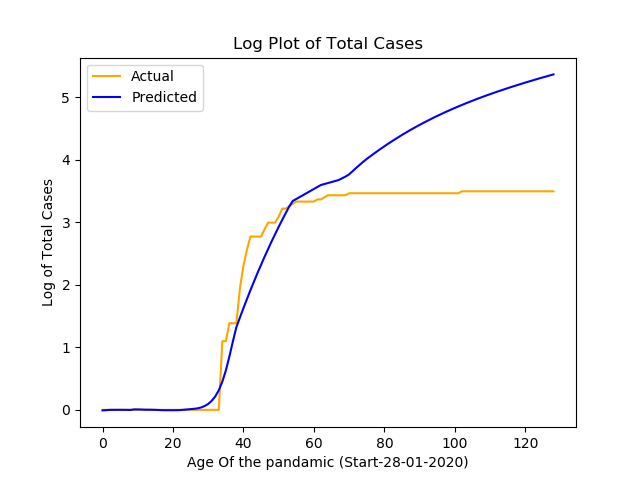 Log Plot of Total Cases
Actual
Predicted
Log of Total Cases
5
4
3
2
1
0
0 20 40 60 80 100 120
Age Of the pandamic (Start-28-01-2020)